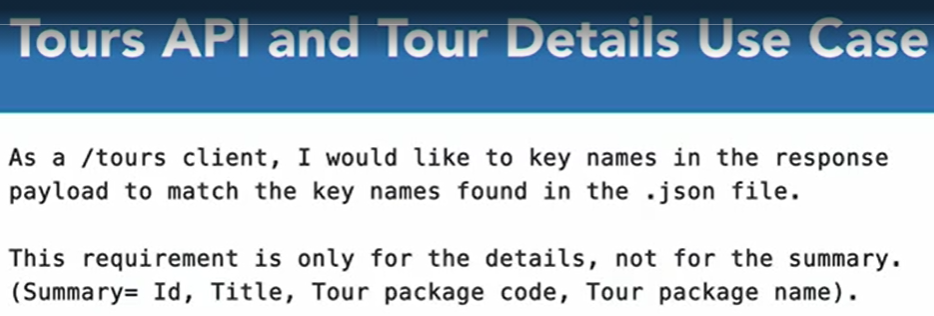 Tours API and Tour Details Use Case
As a /tours client, I would like to key names in the response
payload to match the key names found in the .json file.
This requirement is only for the details, not for the summary.
(Summary= Id, Title, Tour package code, Tour package name).